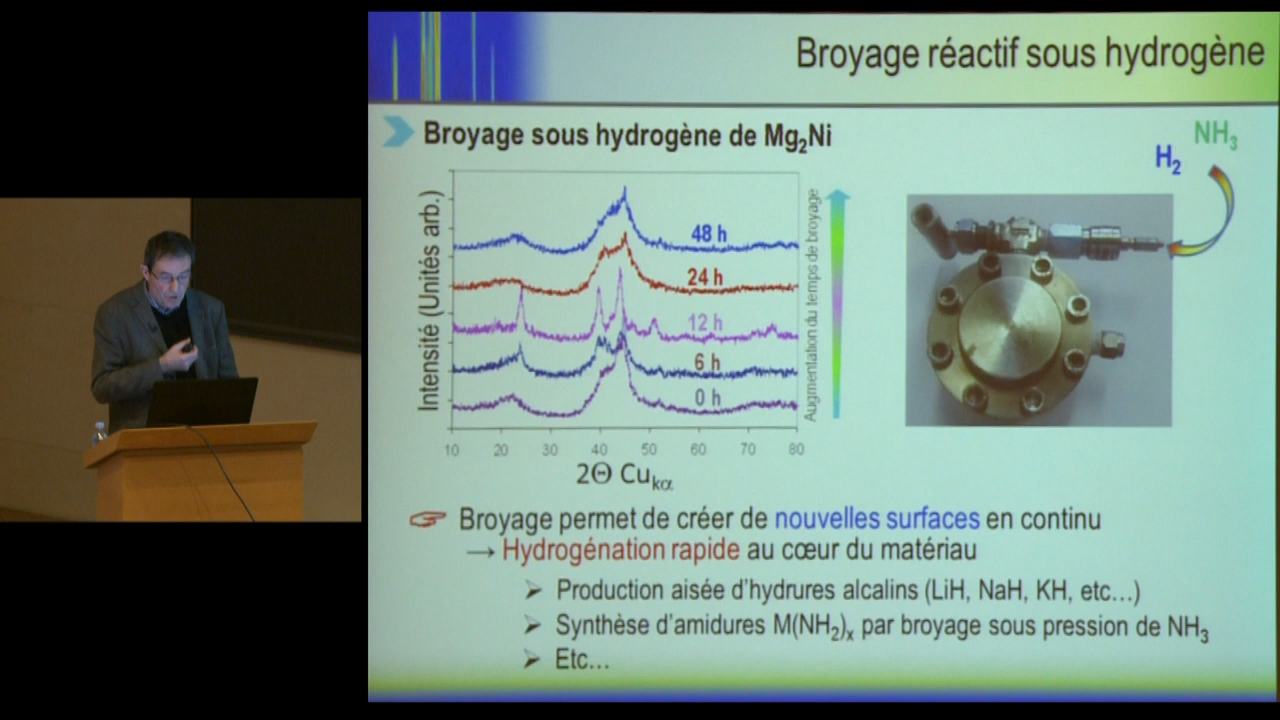 Broyage réactif sous hydrogène
Broyage sous hydrogène de Mg₂Ni
NH₃
H₂
Intensité (Unités arb.)
48 h
24 h
12 h
6 h
0 h
Augmentation du temps de broyage
10 20 30 40 50 60 70 80
2Θ Cukα
Broyage permet de créer de nouvelles surfaces en continu
→ Hydrogénation rapide au cœur du matériau
➢ Production aisée d'hydrures alcalins (LiH, NaH, KH, etc…)
➢ Synthèse d'amidures M(NH₂)ₓ par broyage sous pression de NH₃
➢ Etc…